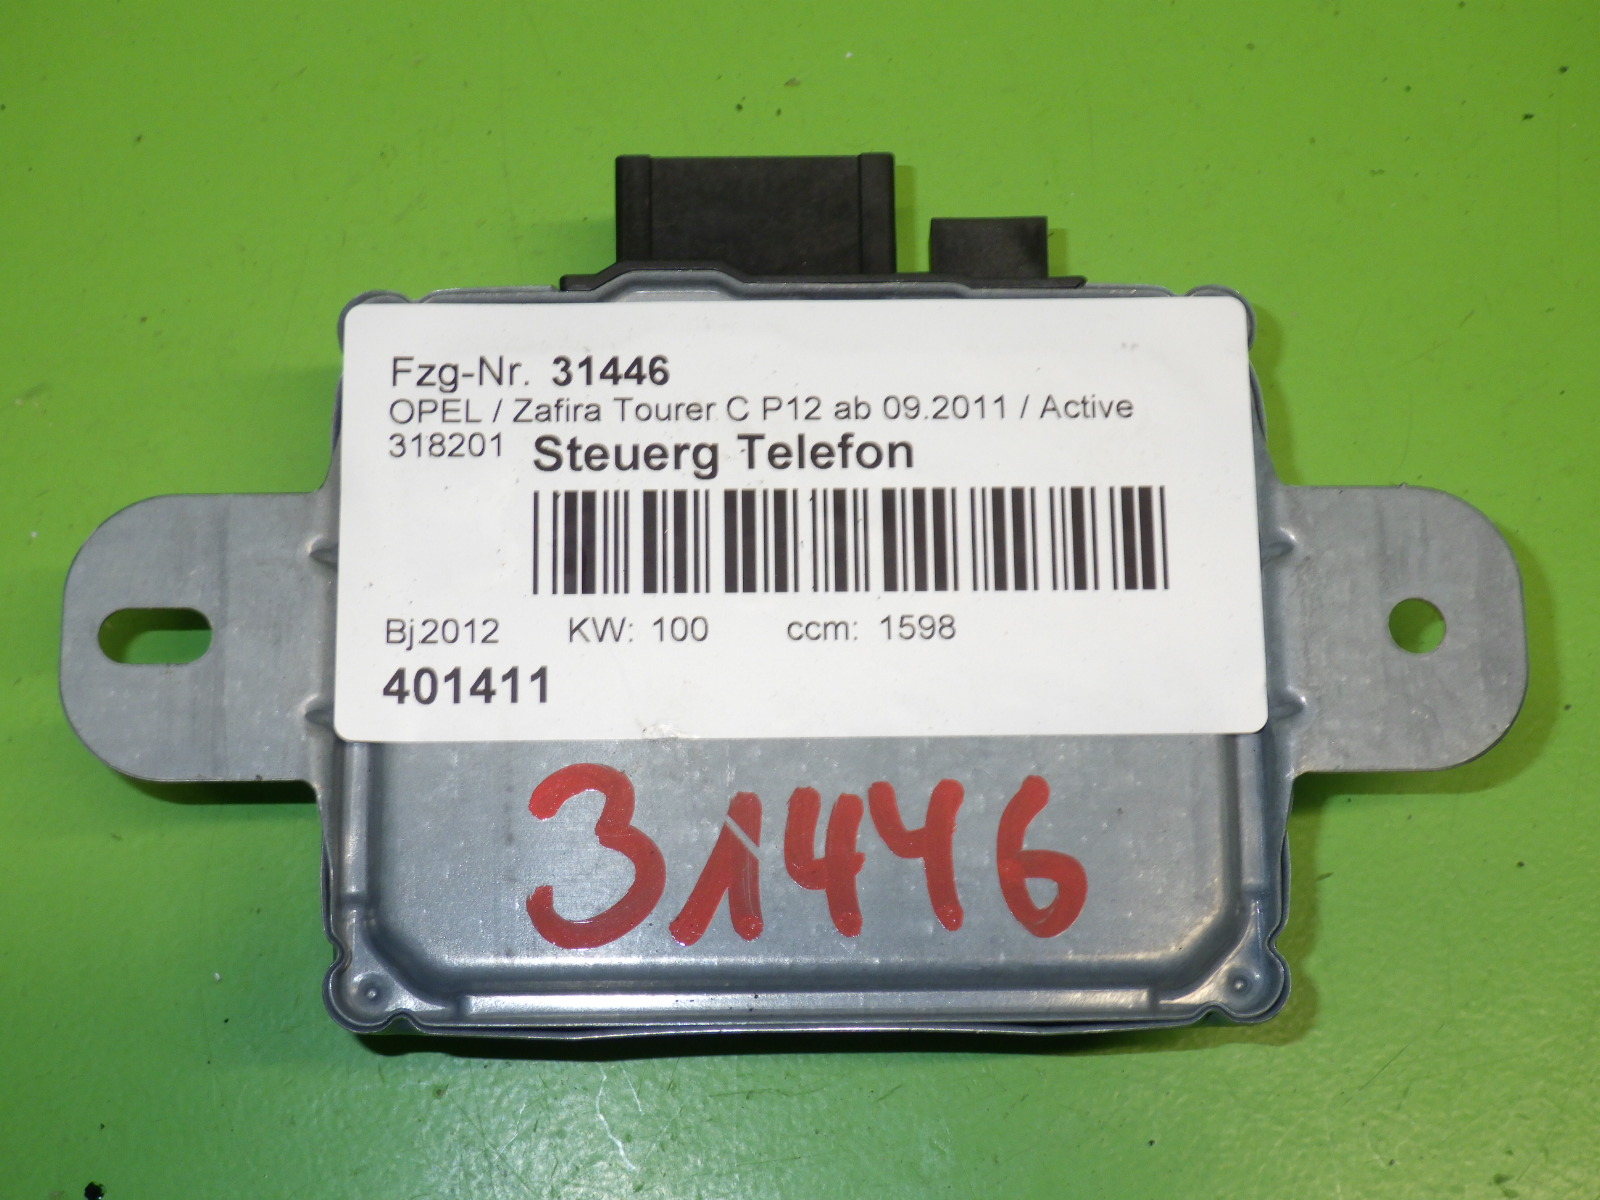 Fzg-Nr. 31446
OPEL / Zafira Tourer C P12 ab 09.2011 / Active
318201 Steuerg Telefon
Bj.2012 KW: 100 ccm: 1598
401411
31446